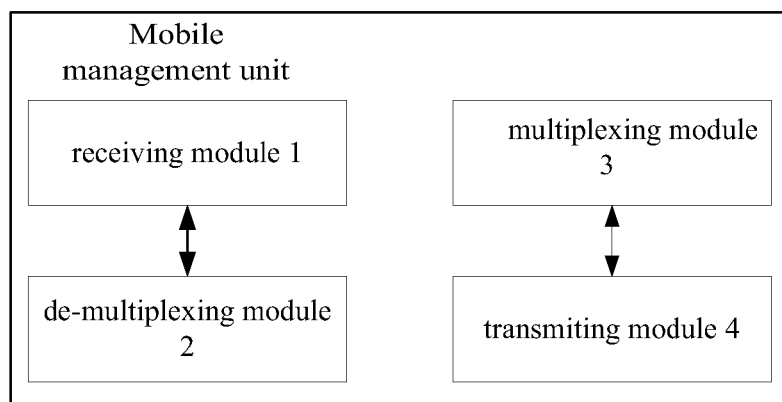 Mobile
management unit
receiving module 1
multiplexing module
3
de-multiplexing module
2
transmiting module 4